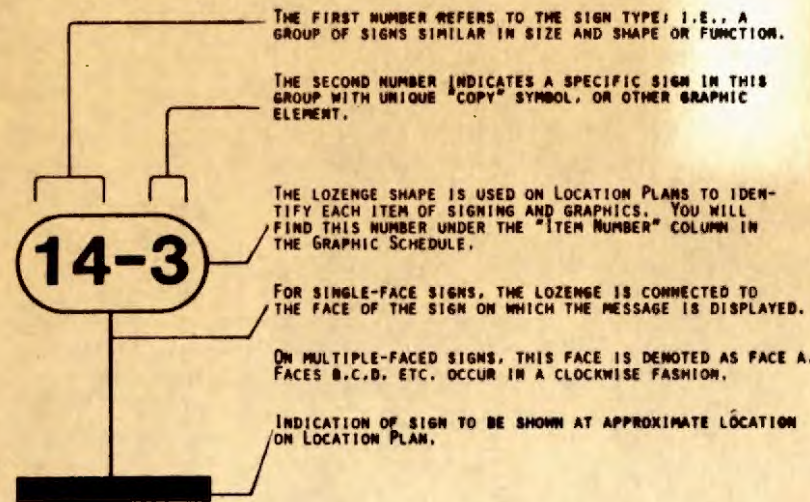 THE FIRST NUMBER REFERS TO THE SIGN TYPE; I.E., A
GROUP OF SIGNS SIMILAR IN SIZE AND SHAPE OR FUNCTION.
THE SECOND NUMBER INDICATES A SPECIFIC SIGN IN THIS
GROUP WITH UNIQUE "COPY" SYMBOL, OR OTHER GRAPHIC
ELEMENT.
THE LOZENGE SHAPE IS USED ON LOCATION PLANS TO IDEN-
TIFY EACH ITEM OF SIGNING AND GRAPHICS. YOU WILL
FIND THIS NUMBER UNDER THE "ITEM NUMBER" COLUMN IN
THE GRAPHIC SCHEDULE.
14-3
FOR SINGLE-FACE SIGNS, THE LOZENGE IS CONNECTED TO
THE FACE OF THE SIGN ON WHICH THE MESSAGE IS DISPLAYED.
ON MULTIPLE-FACED SIGNS, THIS FACE IS DENOTED AS FACE A.
FACES B.C.D. ETC. OCCUR IN A CLOCKWISE FASHION.
INDICATION OF SIGN TO BE SHOWN AT APPROXIMATE LOCATION
ON LOCATION PLAN.